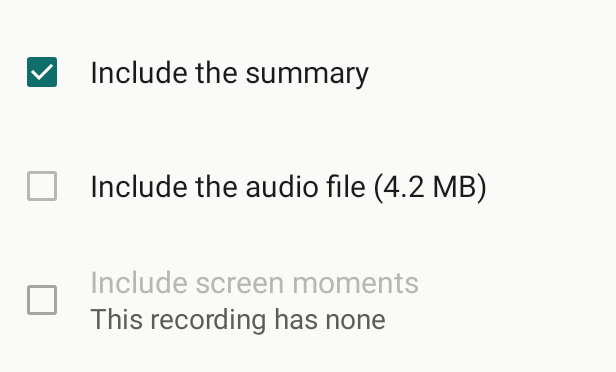 Include the summary
Include the audio file (4.2 MB)
Include screen moments
This recording has none